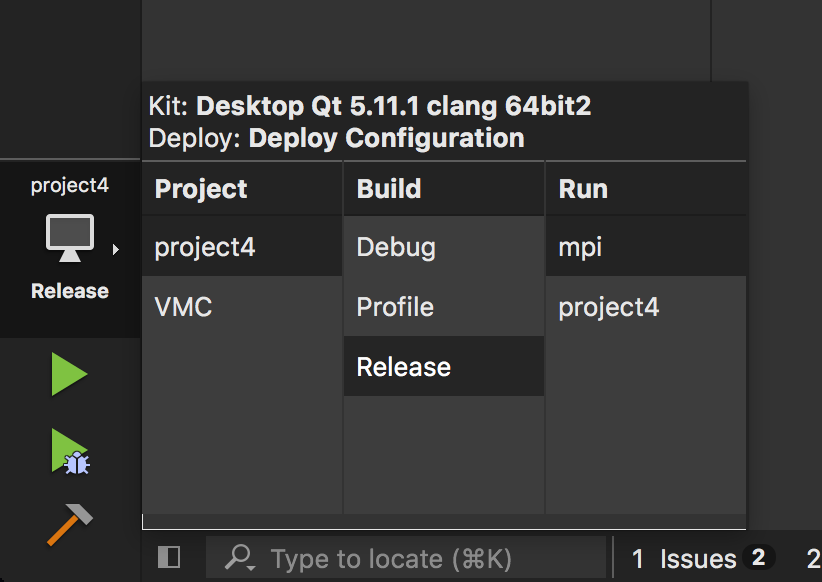 Kit: Desktop Qt 5.11.1 clang 64bit2
Deploy: Deploy Configuration
project4
Release
Project Build Run
project4 Debug mpi
VMC Profile project4
Release
Type to locate (⌘K)
1 Issues 2
2